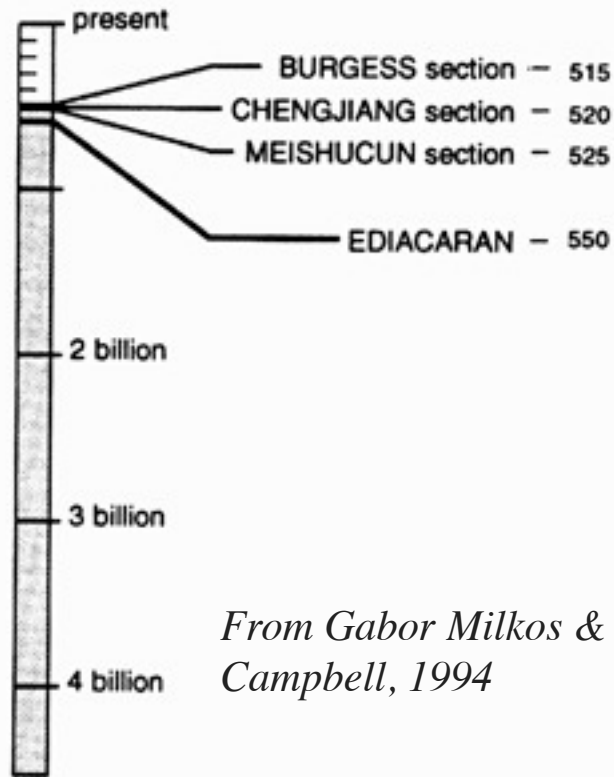 present
BURGESS section - 515
CHENGJIANG section - 520
MEISHUCUN section - 525
EDIACARAN - 550
2 billion
3 billion
4 billion
From Gabor Milkos &
Campbell, 1994